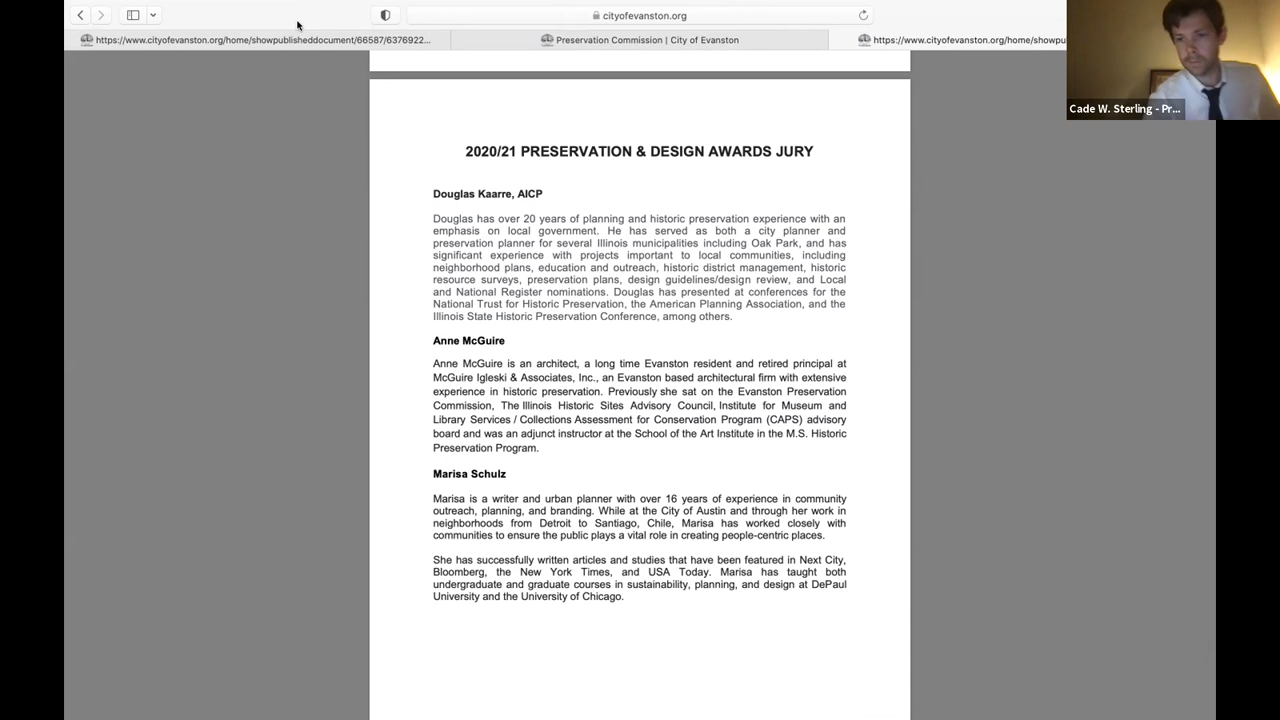 cityofevanston.org
https://www.cityofevanston.org/home/showpublisheddocument/66587/6376922...
Preservation Commission | City of Evanston
https://www.cityofevanston.org/home/showpu
Cade W. Sterling - Pr...
2020/21 PRESERVATION & DESIGN AWARDS JURY
Douglas Kaarre, AICP
Douglas has over 20 years of planning and historic preservation experience with an
emphasis on local government. He has served as both a city planner and
preservation planner for several Illinois municipalities including Oak Park, and has
significant experience with projects important to local communities, including
neighborhood plans, education and outreach, historic district management, historic
resource surveys, preservation plans, design guidelines/design review, and Local
and National Register nominations. Douglas has presented at conferences for the
National Trust for Historic Preservation, the American Planning Association, and the
Illinois State Historic Preservation Conference, among others.
Anne McGuire
Anne McGuire is an architect, a long time Evanston resident and retired principal at
McGuire Igleski & Associates, Inc., an Evanston based architectural firm with extensive
experience in historic preservation. Previously she sat on the Evanston Preservation
Commission, The Illinois Historic Sites Advisory Council, Institute for Museum and
Library Services / Collections Assessment for Conservation Program (CAPS) advisory
board and was an adjunct instructor at the School of the Art Institute in the M.S. Historic
Preservation Program.
Marisa Schulz
Marisa is a writer and urban planner with over 16 years of experience in community
outreach, planning, and branding. While at the City of Austin and through her work in
neighborhoods from Detroit to Santiago, Chile, Marisa has worked closely with
communities to ensure the public plays a vital role in creating people-centric places.
She has successfully written articles and studies that have been featured in Next City,
Bloomberg, the New York Times, and USA Today. Marisa has taught both
undergraduate and graduate courses in sustainability, planning, and design at DePaul
University and the University of Chicago.